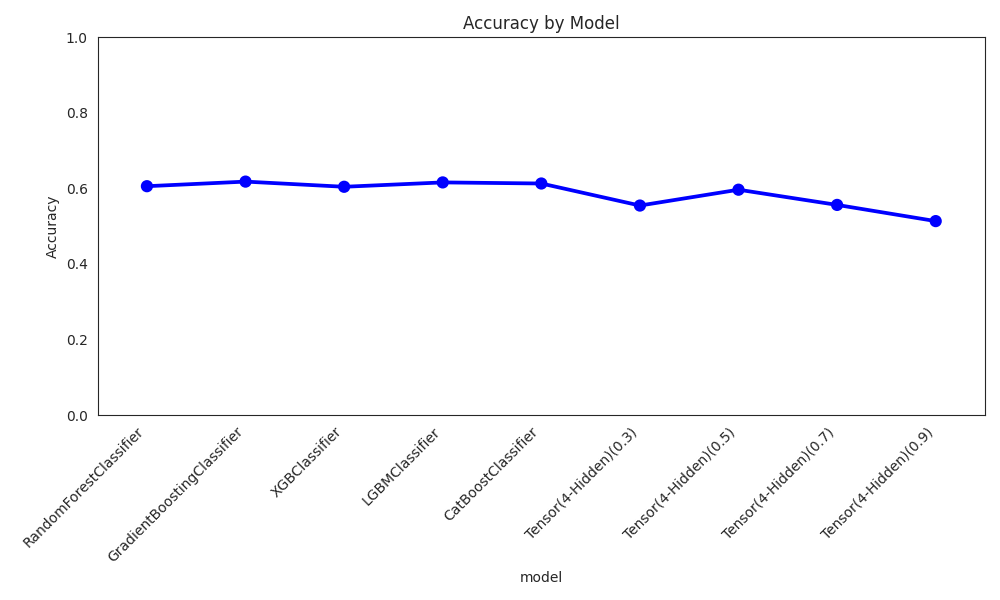 Accuracy by Model
1.0
0.8
0.6
0.4
0.2
0.0
Accuracy
RandomForestClassifier
GradientBoostingClassifier
XGBClassifier
LGBMClassifier
CatBoostClassifier
Tensor(4-Hidden)(0.3)
Tensor(4-Hidden)(0.5)
Tensor(4-Hidden)(0.7)
Tensor(4-Hidden)(0.9)
model